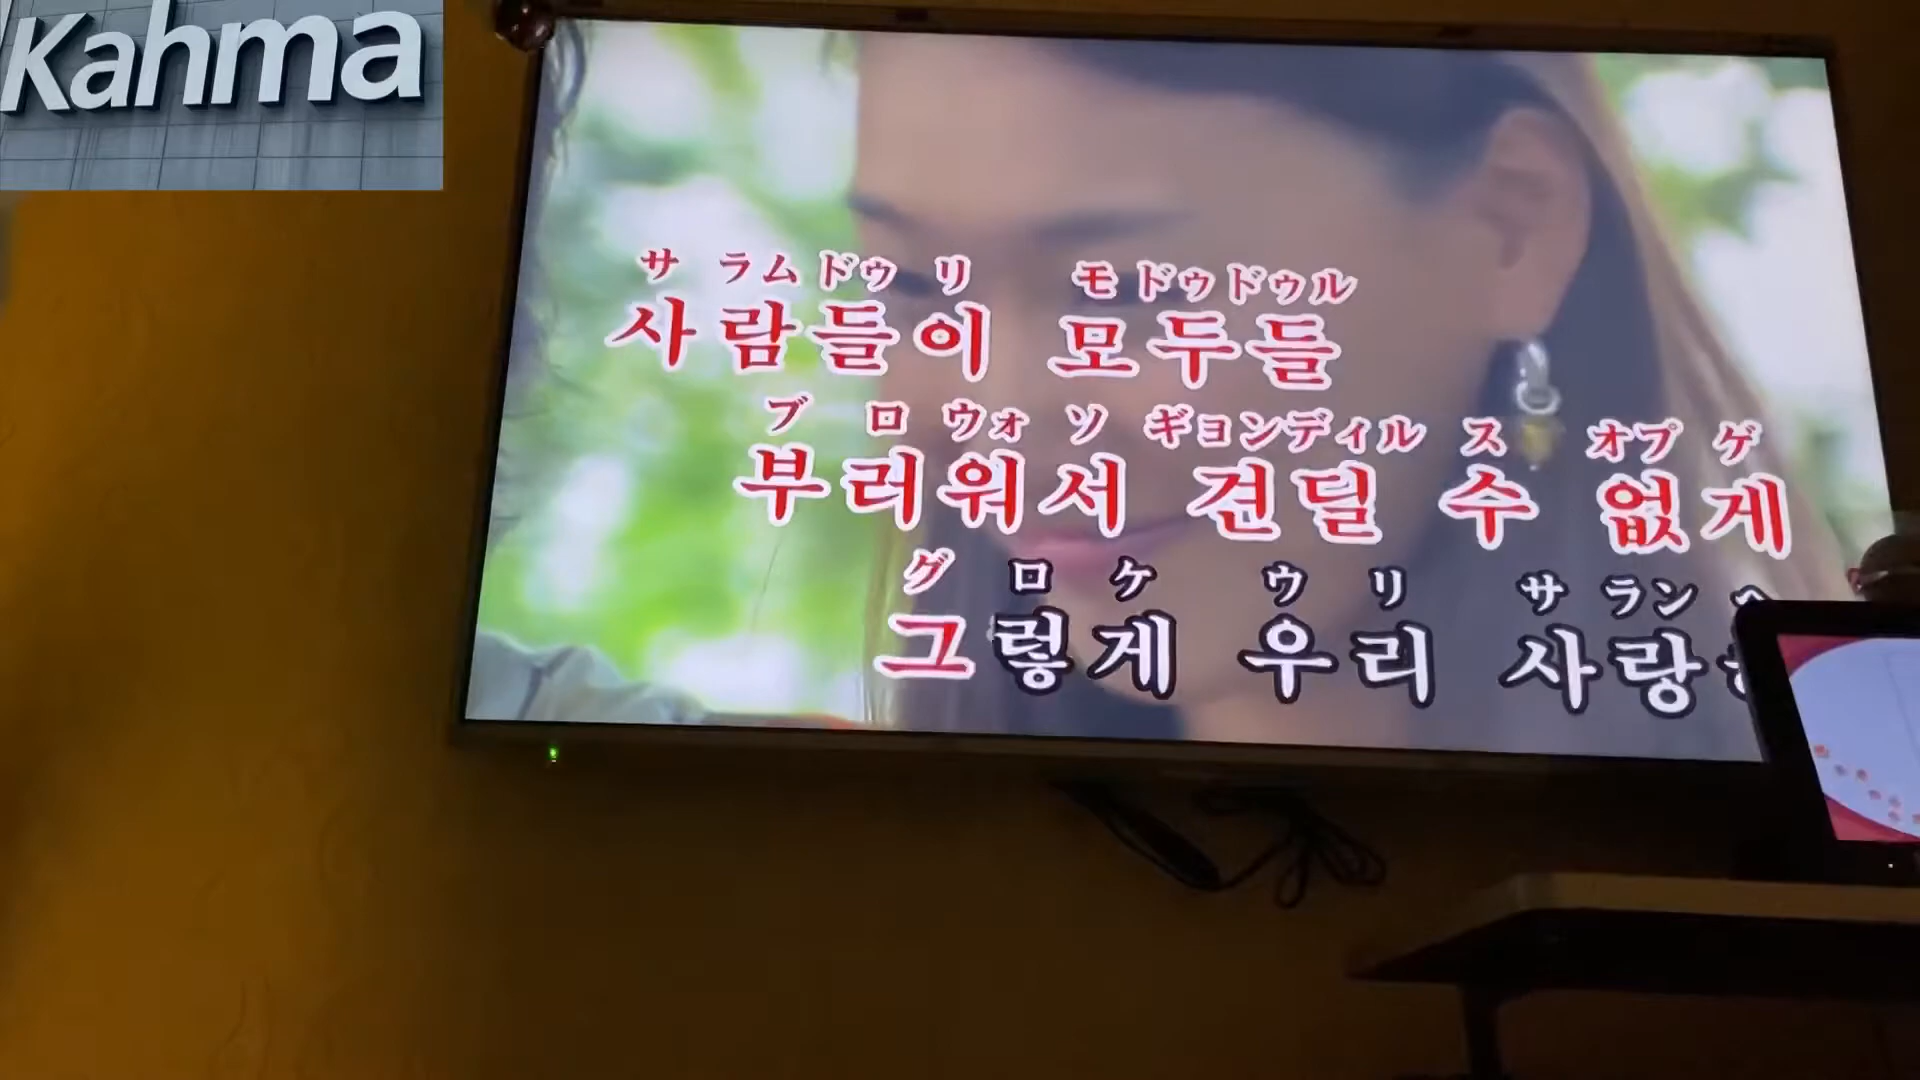 Kahma
サ ラム ドゥ リ モ ドゥ ドゥル
사람들이 모두들
ブ ロ ウォ ソ ギョン ディル ス オプ ゲ
부러워서 견딜 수 없게
グ ロ ケ ウ リ サ ラン
그렇게 우리 사랑